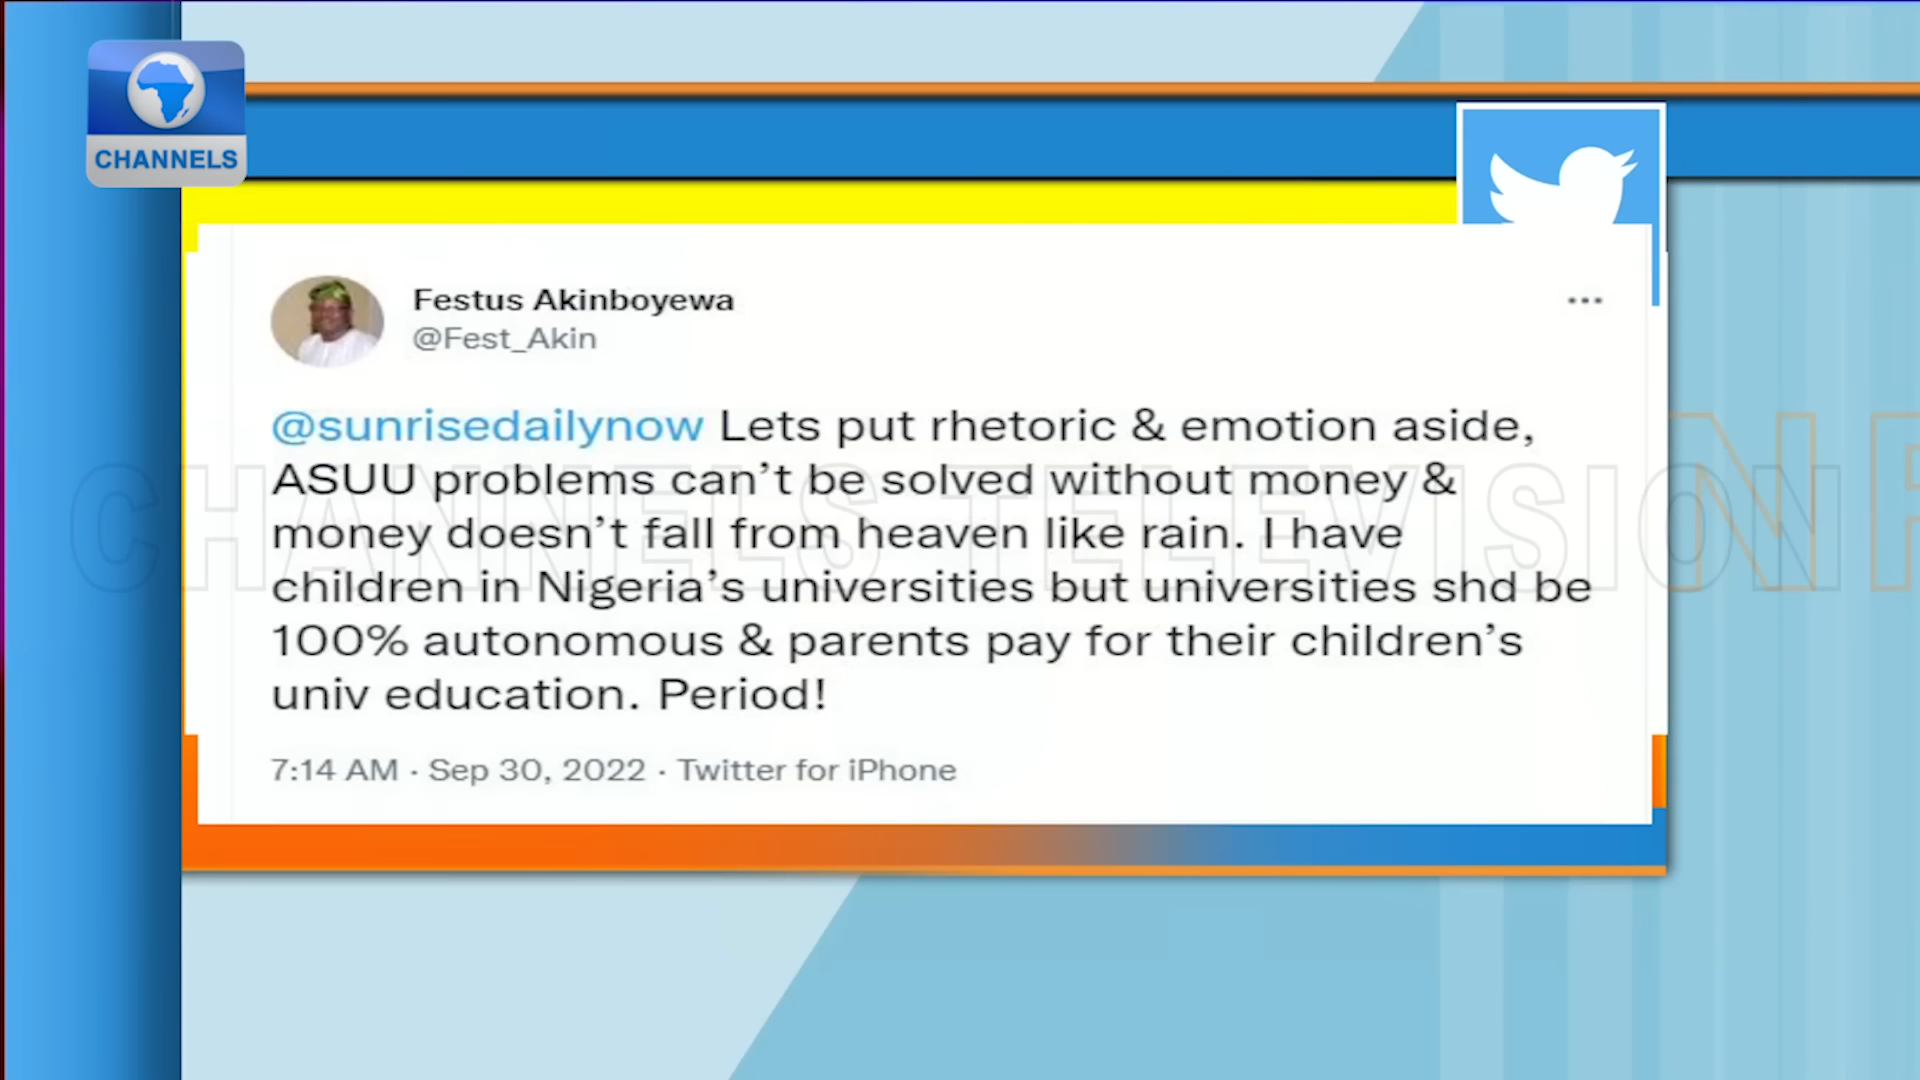 CHANNELS
Festus Akinboyewa
@Fest_Akin
...
@sunrisedailynow Lets put rhetoric & emotion aside,
ASUU problems can’t be solved without money &
money doesn’t fall from heaven like rain. I have
children in Nigeria’s universities but universities shd be
100% autonomous & parents pay for their children’s
univ education. Period!
7:14 AM · Sep 30, 2022 · Twitter for iPhone
CHANNELS TELEVISION